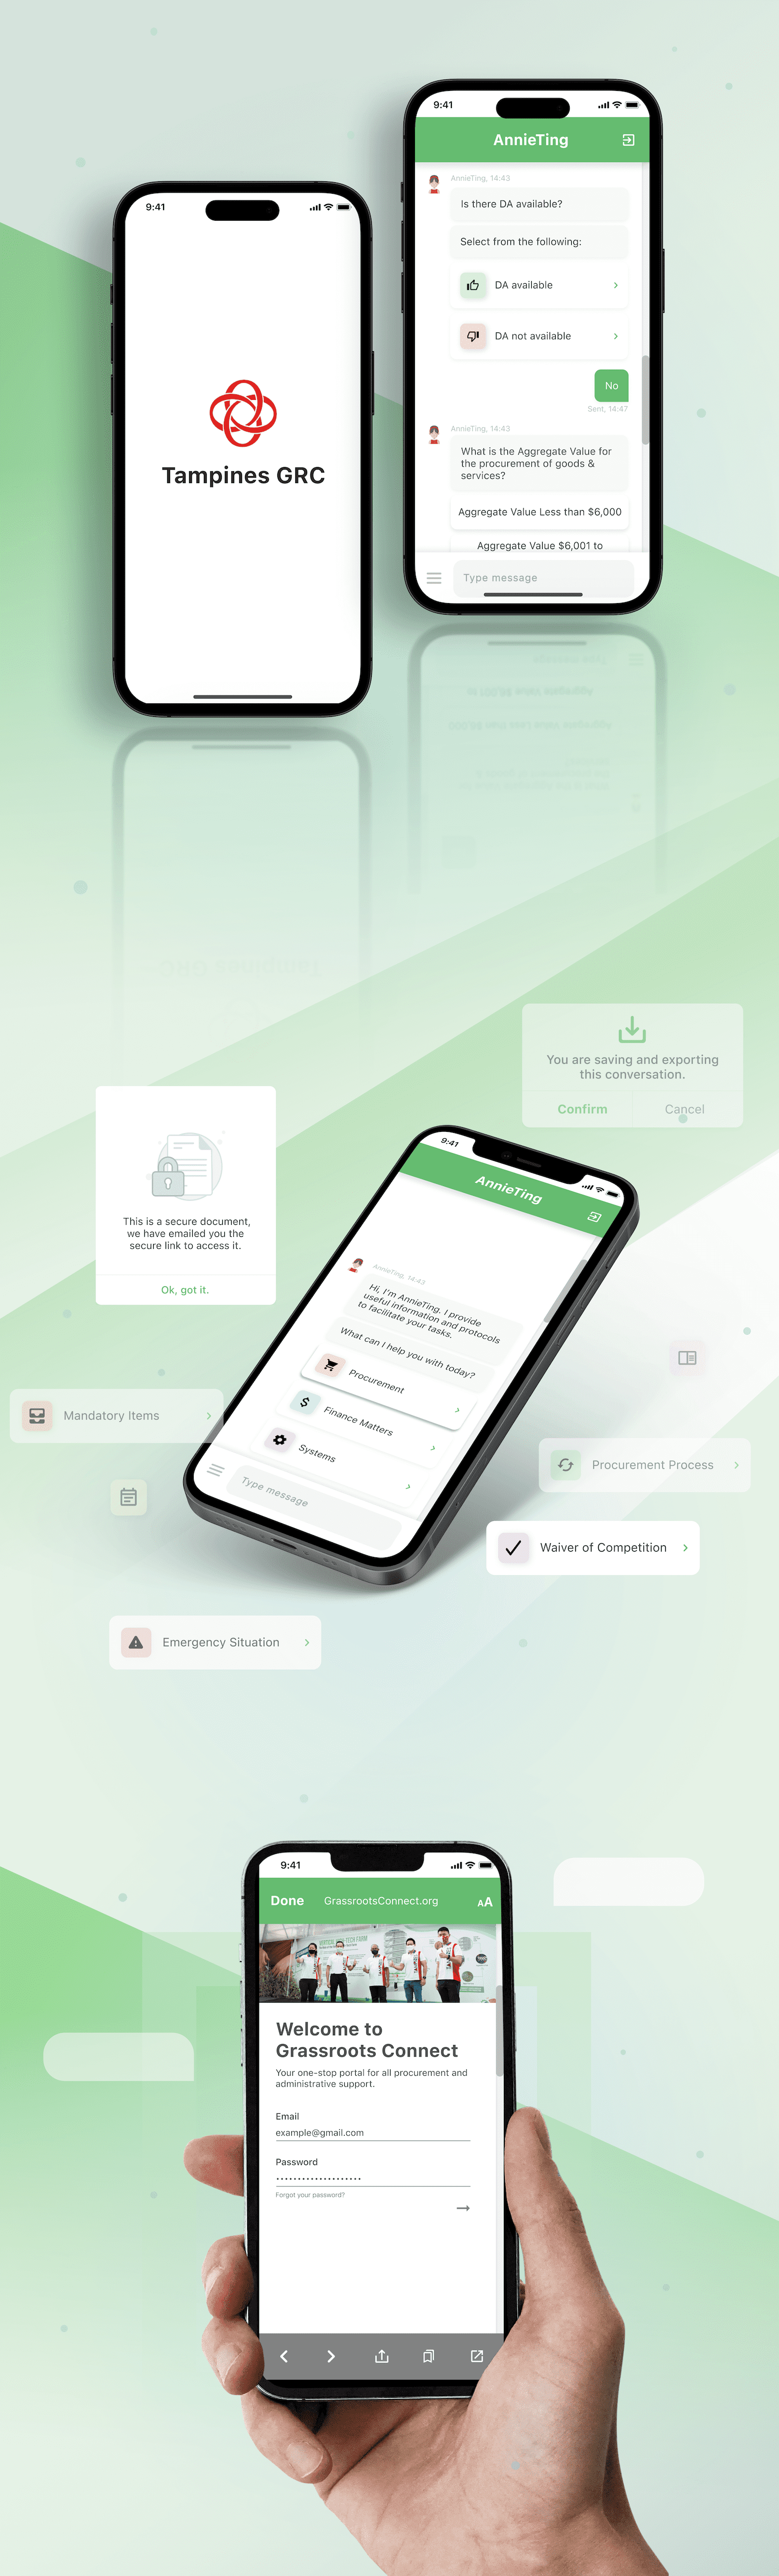 9:41
AnnieTing
AnnieTing, 14:43
Is there DA available?
Select from the following:
DA available
DA not available
No
Sent, 14:47
AnnieTing, 14:43
What is the Aggregate Value for
the procurement of goods &
services?
Aggregate Value Less than $6,000
Aggregate Value $6,001 to
Type message
9:41
Tampines GRC
You are saving and exporting
this conversation.
Confirm
Cancel
This is a secure document,
we have emailed you the
secure link to access it.
Ok, got it.
9:41
AnnieTing
AnnieTing, 14:43
Hi, I'm AnnieTing. I provide
useful information and protocols
to facilitate your tasks.
What can I help you with today?
Procurement
Finance Matters
Systems
Type message
Mandatory Items
Procurement Process
Waiver of Competition
Emergency Situation
9:41
Done
GrassrootsConnect.org
AA
Welcome to
Grassroots Connect
Your one-stop portal for all procurement and
administrative support.
Email
example@gmail.com
Password
Forgot your password?